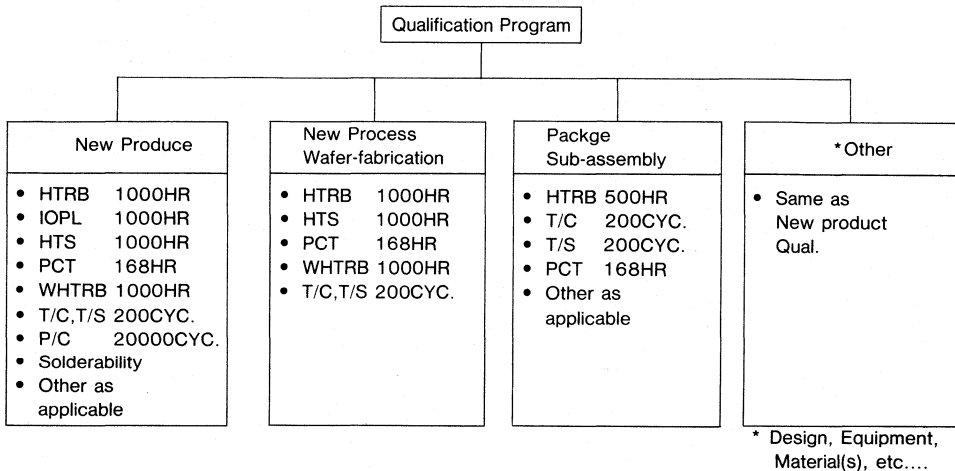 Qualification Program
New Produce
• HTRB 1000HR
• IOPL 1000HR
• HTS 1000HR
• PCT 168HR
• WHTRB 1000HR
• T/C,T/S 200CYC.
• P/C 20000CYC.
• Solderability
• Other as
applicable
New Process
Wafer-fabrication
• HTRB 1000HR
• HTS 1000HR
• PCT 168HR
• WHTRB 1000HR
• T/C,T/S 200CYC.
Packge
Sub-assembly
• HTRB 500HR
• T/C 200CYC.
• T/S 200CYC.
• PCT 168HR
• Other as
applicable
*Other
• Same as
New product
Qual.
* Design, Equipment,
Material(s), etc....